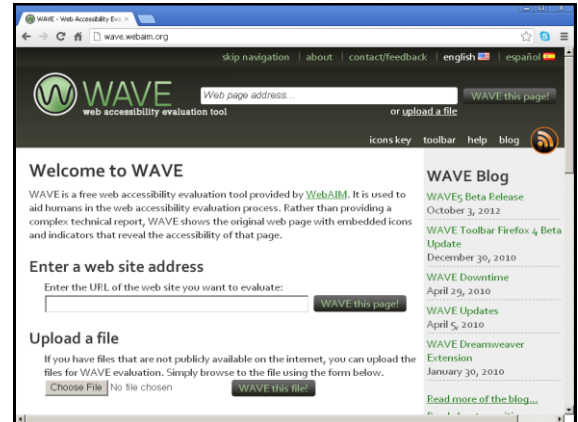 WAVE - Web Accessibility Eva
wave.webaim.org
skip navigation | about | contact/feedback | english | español
WAVE
web accessibility evaluation tool
Web page address...
WAVE this page!
or upload a file
icons key toolbar help blog
Welcome to WAVE
WAVE is a free web accessibility evaluation tool provided by WebAIM. It is used to
aid humans in the web accessibility evaluation process. Rather than providing a
complex technical report, WAVE shows the original web page with embedded icons
and indicators that reveal the accessibility of that page.
Enter a web site address
Enter the URL of the web site you want to evaluate:
WAVE this page!
Upload a file
If you have files that are not publicly available on the internet, you can upload the
files for WAVE evaluation. Simply browse to the file using the form below.
Choose File No file chosen WAVE this file!
WAVE Blog
WAVE5 Beta Release
October 3, 2012
WAVE Toolbar Firefox 4 Beta
Update
December 30, 2010
WAVE Downtime
April 29, 2010
WAVE Updates
April 5, 2010
WAVE Dreamweaver
Extension
January 30, 2010
Read more of the blog...